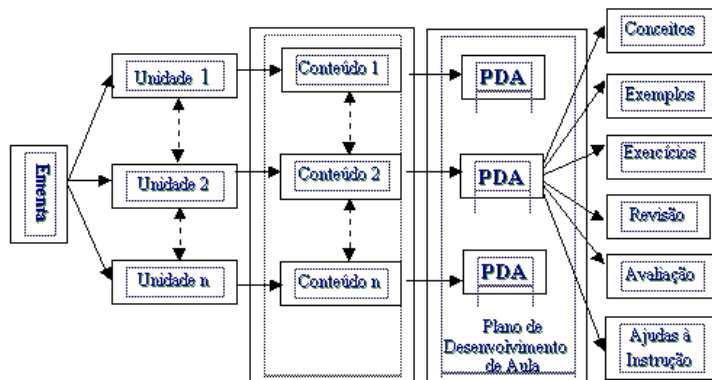 Ementa
Unidade 1
Unidade 2
Unidade n
Conteúdo 1
Conteúdo 2
Conteúdo n
PDA
PDA
PDA
Plano de
Desenvolvimento
de Aula
Conceitos
Exemplos
Exercícios
Revisão
Avaliação
Ajudas à
Instrução